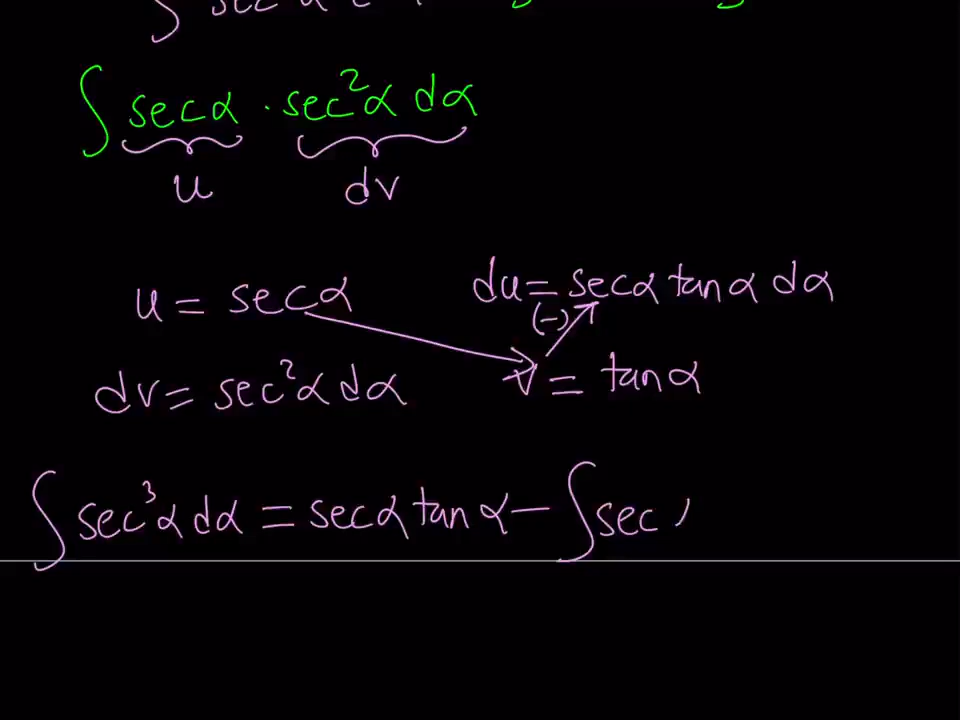 ∫ secα · sec²α dα
u dv
u = secα du = secα tanα dα
(-)
dv = sec²α dα v = tanα
∫ sec³α dα = secα tanα - ∫ sec